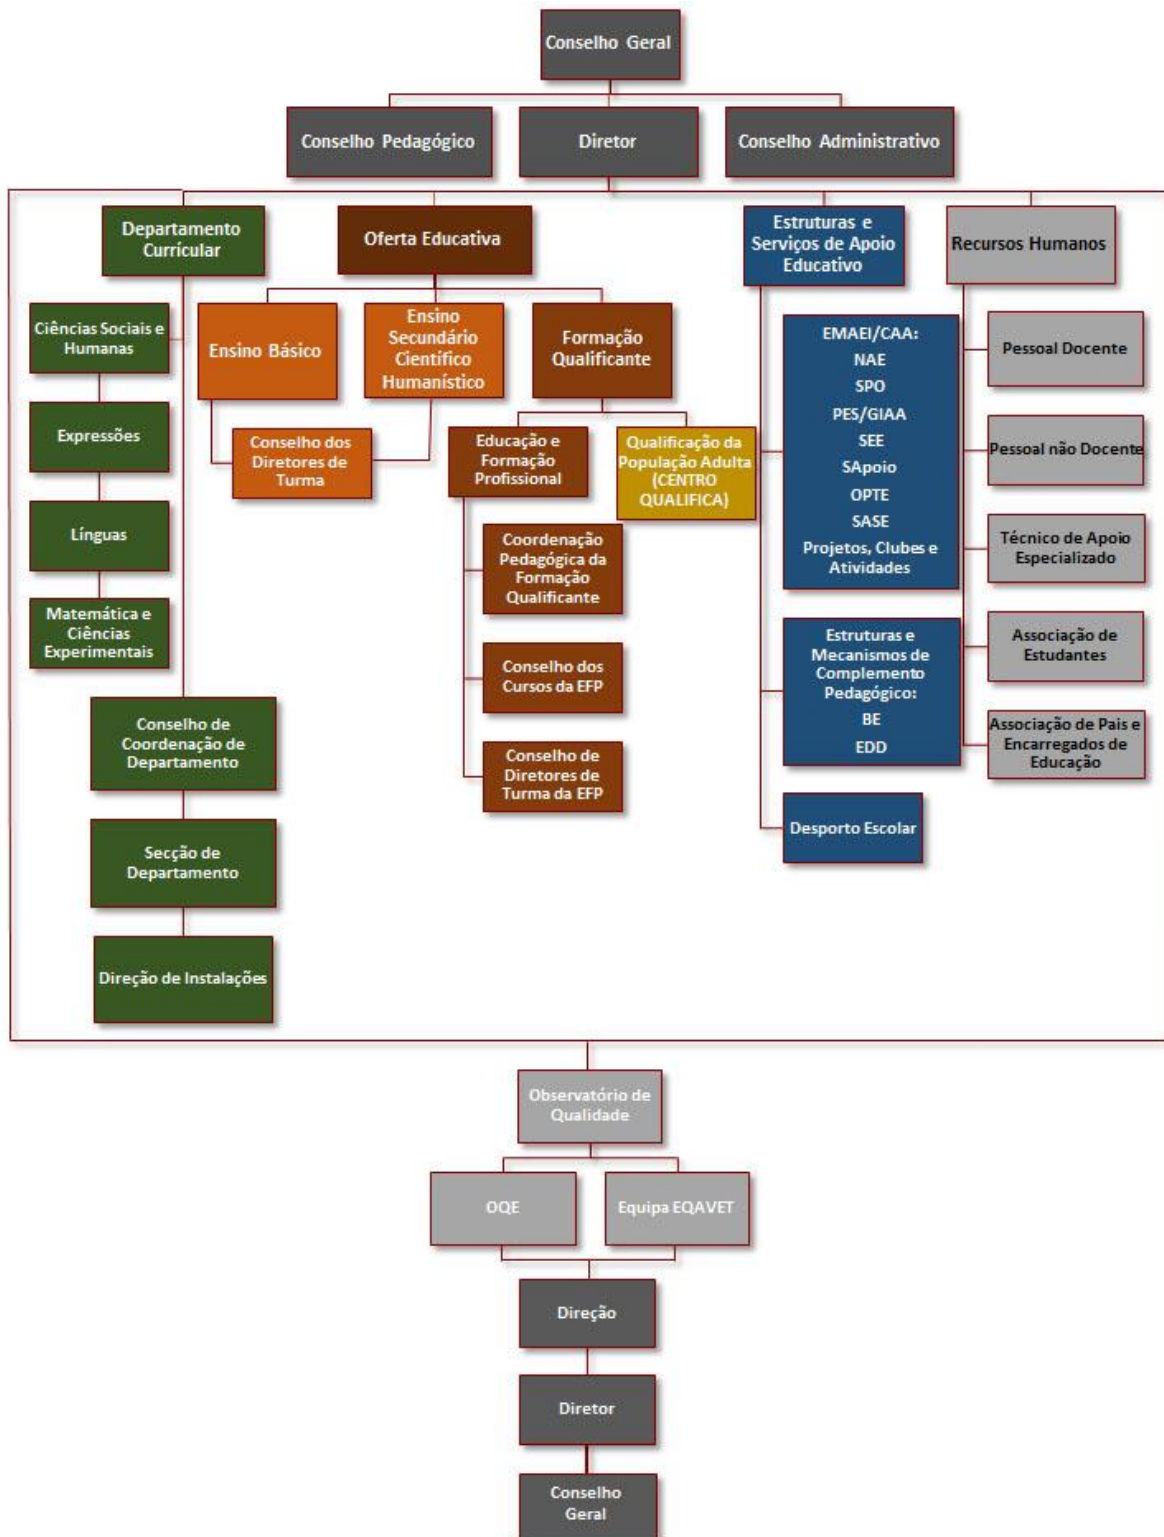 Conselho Geral
Conselho Pedagógico
Diretor
Conselho Administrativo
Departamento
Currícular
Oferta Educativa
Estruturas e
Serviços de Apoio
Educativo
Recursos Humanos
Ciências Sociais e
Humanas
Expressões
Línguas
Matemática e
Ciências
Experimentais
Conselho de
Coordenação de
Departamento
Secção de
Departamento
Direção de Instalações
Ensino Básico
Ensino
Secundário
Científico
Humanístico
Formação
Qualificante
Conselho dos
Diretores de
Turma
Educação e
Formação
Profissional
Qualificação da
População Adulta
(CENTRO
QUALIFICA)
Coordenação
Pedagógica da
Formação
Qualificante
Conselho dos
Cursos da EFP
Conselho de
Diretores de
Turma da EFP
EMAEI/CAA:
NAE
SPO
PES/GIAA
SEE
SApoio
OPTE
SASE
Projetos, Clubes e
Atividades
Estruturas e
Mecanismos de
Complemento
Pedagógico:
BE
EDD
Desporto Escolar
Pessoal Docente
Pessoal não Docente
Técnico de Apoio
Especializado
Associação de
Estudantes
Associação de Pais e
Encarregados de
Educação
Observatório de
Qualidade
OQE
Equipa EQAVET
Direção
Diretor
Conselho
Geral